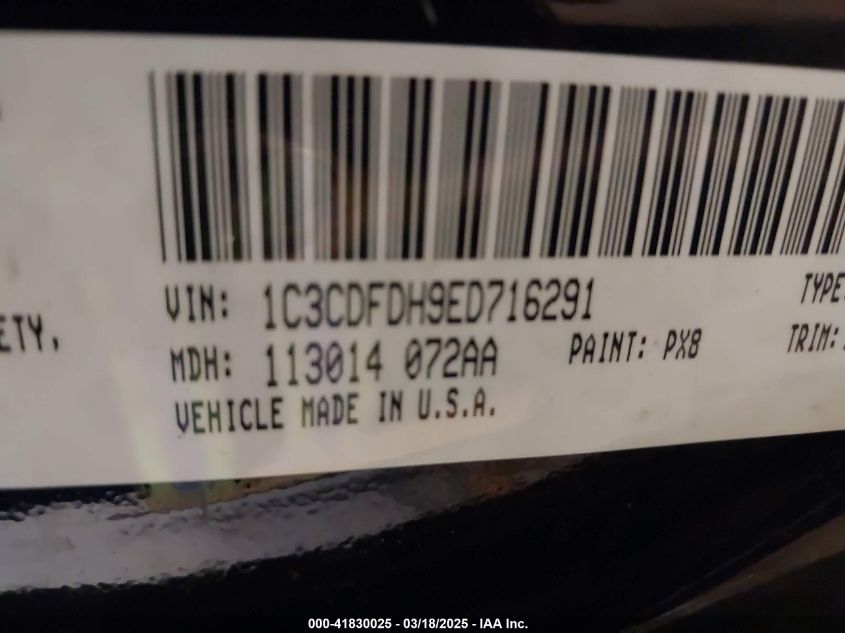 VIN: 1C3CDFDH9ED716291
TYPE:
ETY,
MDH: 113014 072AA
PAINT: PX8
TRIM:
VEHICLE MADE IN U.S.A.
000-41830025 - 03/18/2025 - IAA Inc.